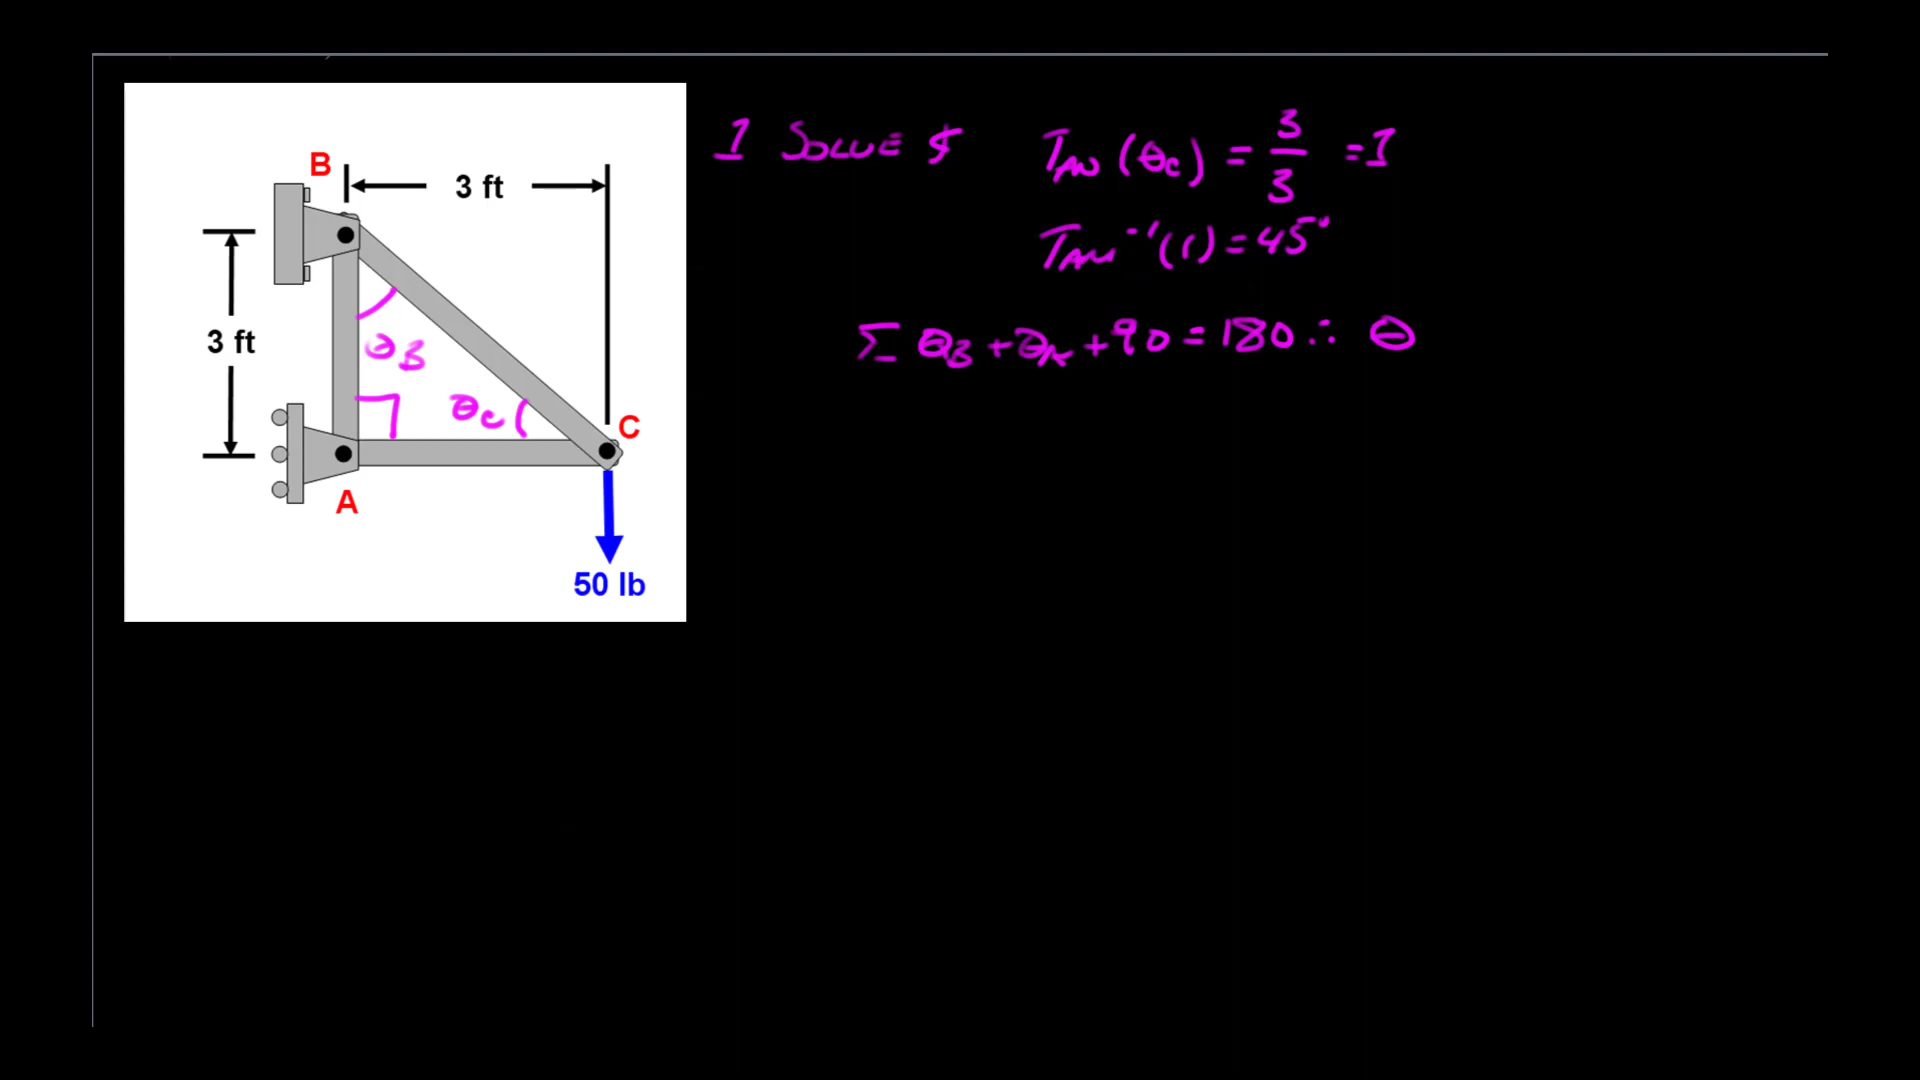 1 SOLVE ∡
TAN (θc) = 3/3 = 1
TAN⁻¹(1) = 45°
Σ θB + θA + 90 = 180 ∴ θ
B
3 ft
3 ft
θB
θc
C
A
50 lb